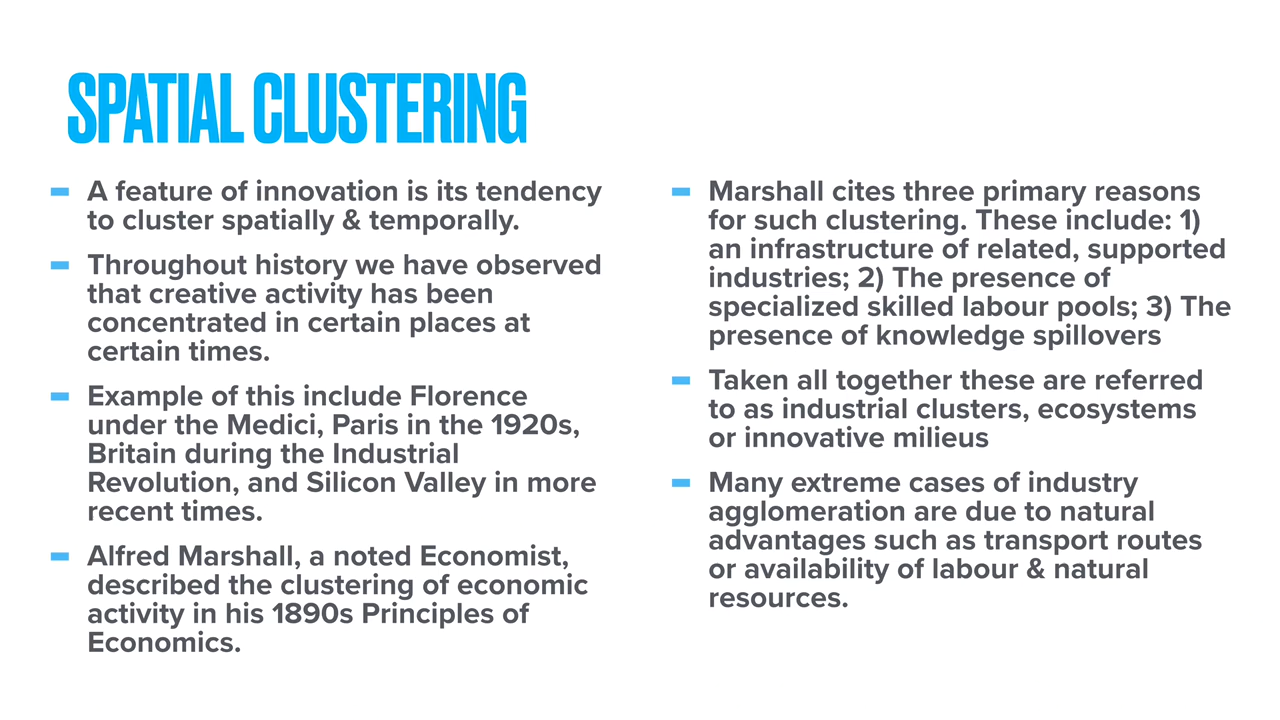 SPATIAL CLUSTERING
A feature of innovation is its tendency
to cluster spatially & temporally.
Throughout history we have observed
that creative activity has been
concentrated in certain places at
certain times.
Example of this include Florence
under the Medici, Paris in the 1920s,
Britain during the Industrial
Revolution, and Silicon Valley in more
recent times.
Alfred Marshall, a noted Economist,
described the clustering of economic
activity in his 1890s Principles of
Economics.
Marshall cites three primary reasons
for such clustering. These include: 1)
an infrastructure of related, supported
industries; 2) The presence of
specialized skilled labour pools; 3) The
presence of knowledge spillovers
Taken all together these are referred
to as industrial clusters, ecosystems
or innovative milieus
Many extreme cases of industry
agglomeration are due to natural
advantages such as transport routes
or availability of labour & natural
resources.